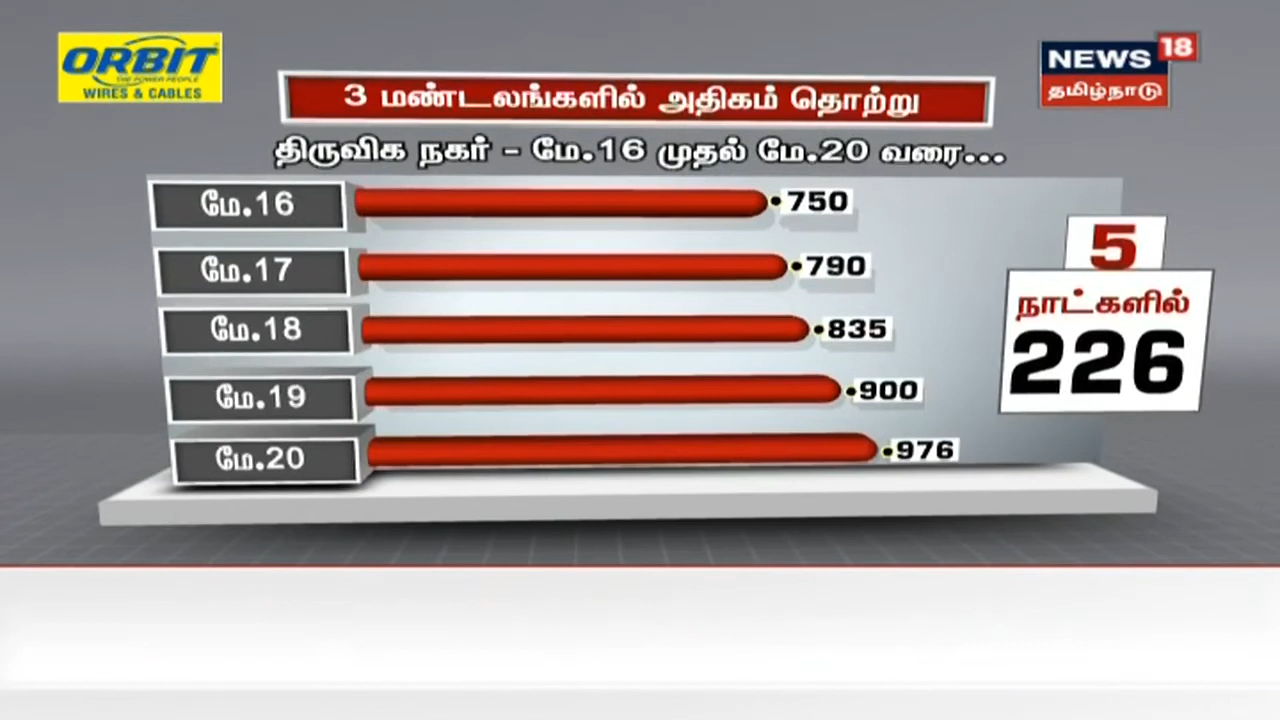 ORBIT
THE POWER PEOPLE
WIRES & CABLES
NEWS 18
தமிழ்நாடு
3 மண்டலங்களில் அதிகம் தொற்று
திருவிக நகர் - மே.16 முதல் மே.20 வரை...
மே.16 750
மே.17 790
மே.18 835
மே.19 900
மே.20 976
5
நாட்களில்
226